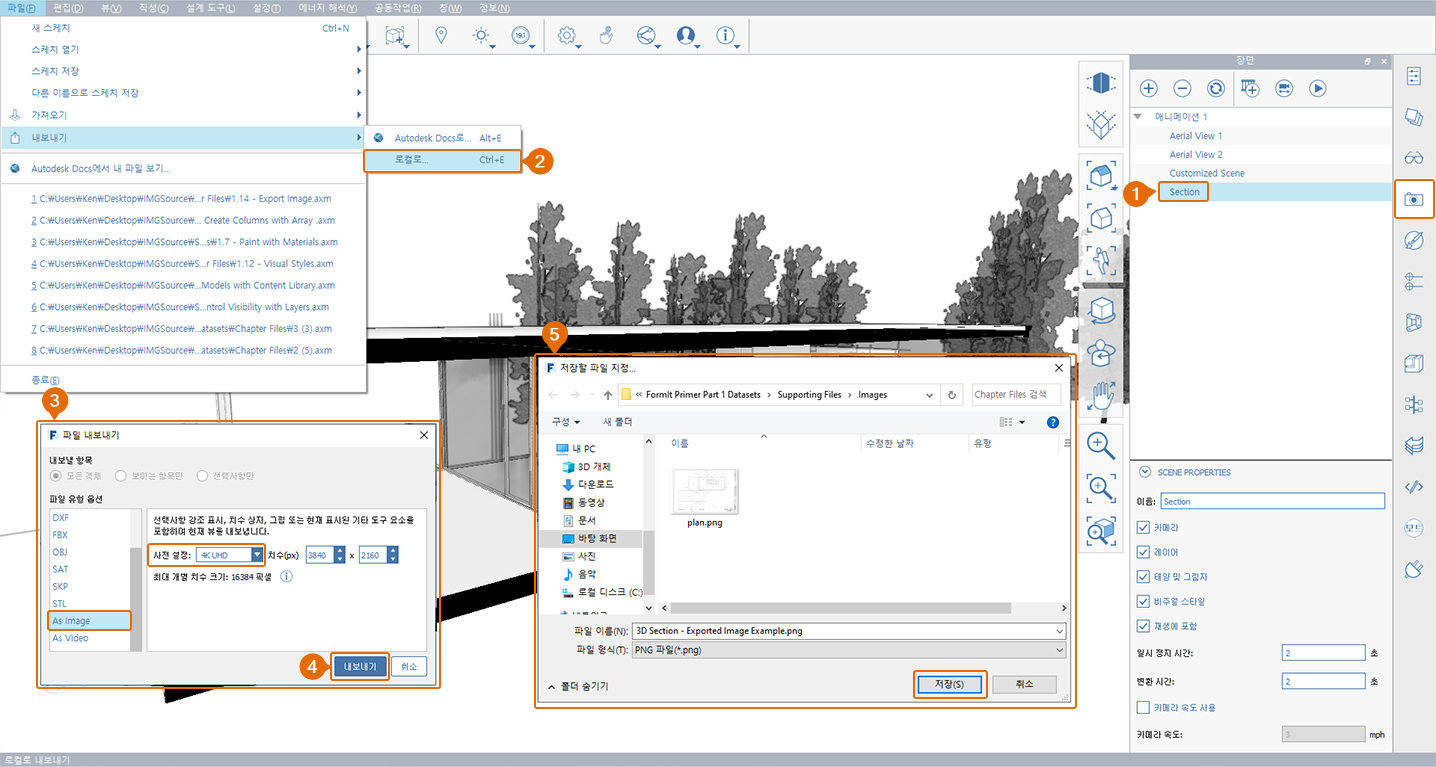 파일(F) 편집(D) 뷰(V) 작성(C) 설계 도구(L) 설정(T) 에너지 해석(Y) 공동작업(R) 창(W) 정보(N)
새 스케치 Ctrl+N
스케치 열기
스케치 저장
다른 이름으로 스케치 저장
가져오기
내보내기
Autodesk Docs로... Alt+E
로컬로... Ctrl+E
2
Autodesk Docs에서 내 파일 보기...
1 C:₩Users₩Ken₩Desktop₩IMGSource₩...r Files₩1.14 - Export Image.axm
2 C:₩Users₩Ken₩Desktop₩IMGSource₩... Create Columns with Array .axm
3 C:₩Users₩Ken₩Desktop₩IMGSource₩S...s₩1.7 - Paint with Materials.axm
4 C:₩Users₩Ken₩Desktop₩IMGSource₩S...r Files₩1.12 - Visual Styles.axm
5 C:₩Users₩Ken₩Desktop₩IMGSource₩...Models with Content Library.axm
6 C:₩Users₩Ken₩Desktop₩IMGSource₩S...ntrol Visibility with Layers.axm
7 C:₩Users₩Ken₩Desktop₩IMGSource₩...atasets₩Chapter Files₩3 (3).axm
8 C:₩Users₩Ken₩Desktop₩IMGSource₩...atasets₩Chapter Files₩2 (5).axm
종료(E)
19.1
장면
애니메이션 1
Aerial View 1
Aerial View 2
Customized Scene
1
Section
3
파일 내보내기
내보낼 항목
모든 객체 보이는 항목만 선택사항만
파일 유형 옵션
DXF
FBX
OBJ
SAT
SKP
STL
As Image
As Video
선택사항 강조 표시, 치수 상자, 그립 또는 현재 표시된 기타 도구 요소를
포함하여 현재 뷰를 내보냅니다.
사전 설정: 4K UHD 치수(px) 3840 x 2160
최대 개별 치수 크기: 16384 픽셀
4
내보내기 취소
5
저장할 파일 지정...
« FormIt Primer Part 1 Datasets > Supporting Files > Images
Chapter Files 검색
구성 새 폴더
이름 수정한 날짜 유형 크
내 PC
3D 개체
다운로드
동영상
문서
바탕 화면
사진
음악
로컬 디스크 (C:)
plan.png
파일 이름(N): 3D Section - Exported Image Example.png
파일 형식(T): PNG 파일(*.png)
폴더 숨기기
저장(S) 취소
SCENE PROPERTIES
이름: Section
카메라
레이어
태양 및 그림자
비주얼 스타일
재생에 포함
일시 정지 시간: 2 초
변환 시간: 2 초
카메라 속도 사용
카메라 속도: 3 mph
모드
로컬로 내보내기